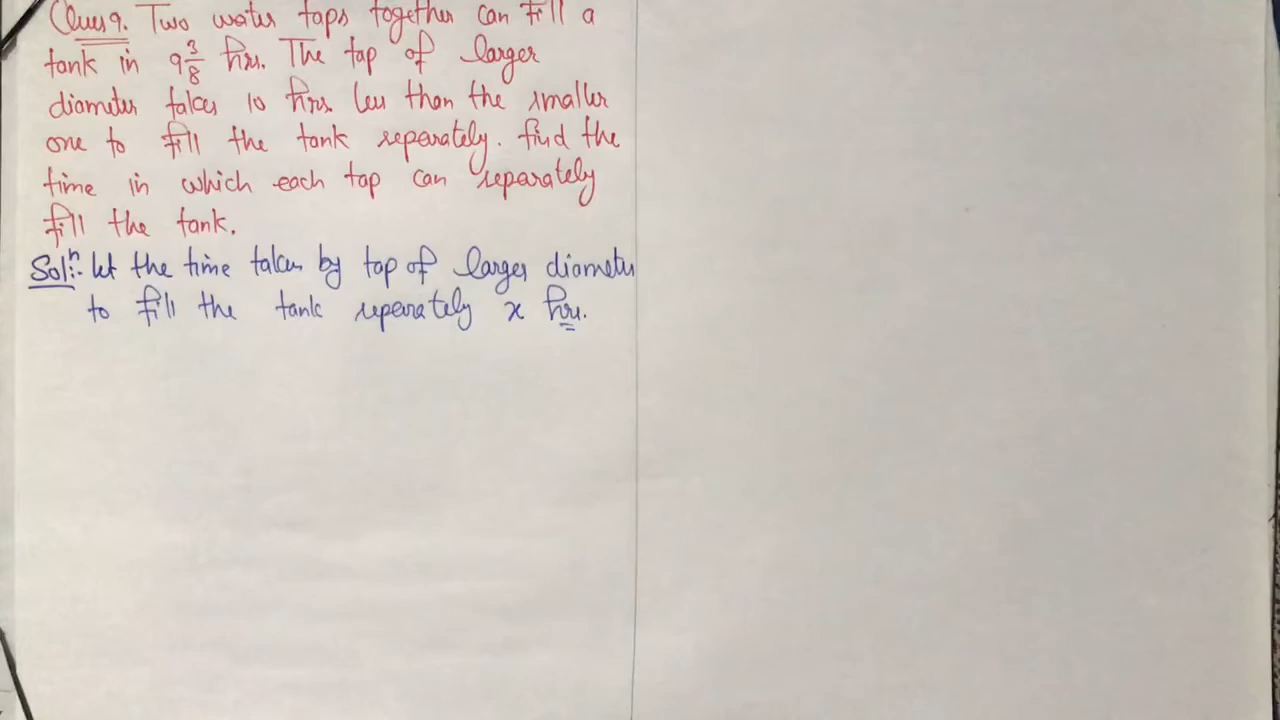 Ques 9. Two water taps together can fill a
tank in 9 3/8 hrs. The tap of larger
diameter takes 10 hrs. less than the smaller
one to fill the tank separately. find the
time in which each tap can separately
fill the tank.
Solⁿ:- let the time taken by tap of larger diameter
to fill the tank separately x hrs.